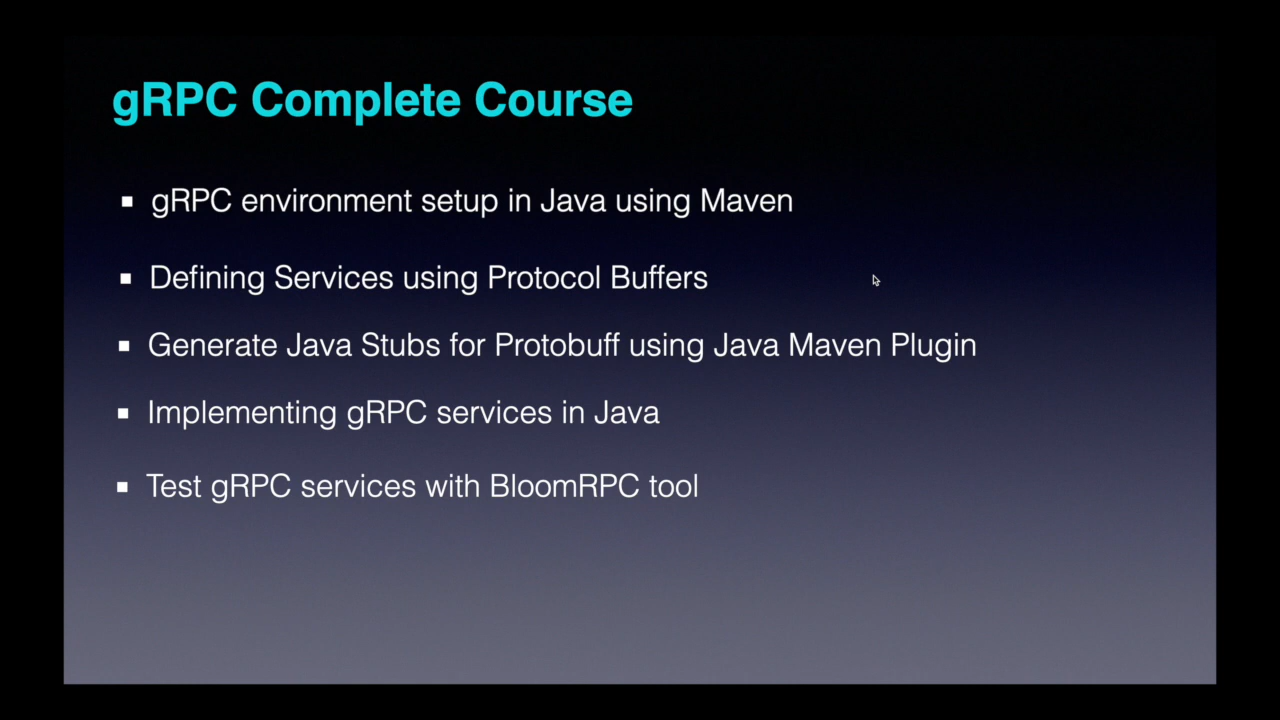 gRPC Complete Course
▪ gRPC environment setup in Java using Maven
▪ Defining Services using Protocol Buffers
▪ Generate Java Stubs for Protobuff using Java Maven Plugin
▪ Implementing gRPC services in Java
▪ Test gRPC services with BloomRPC tool